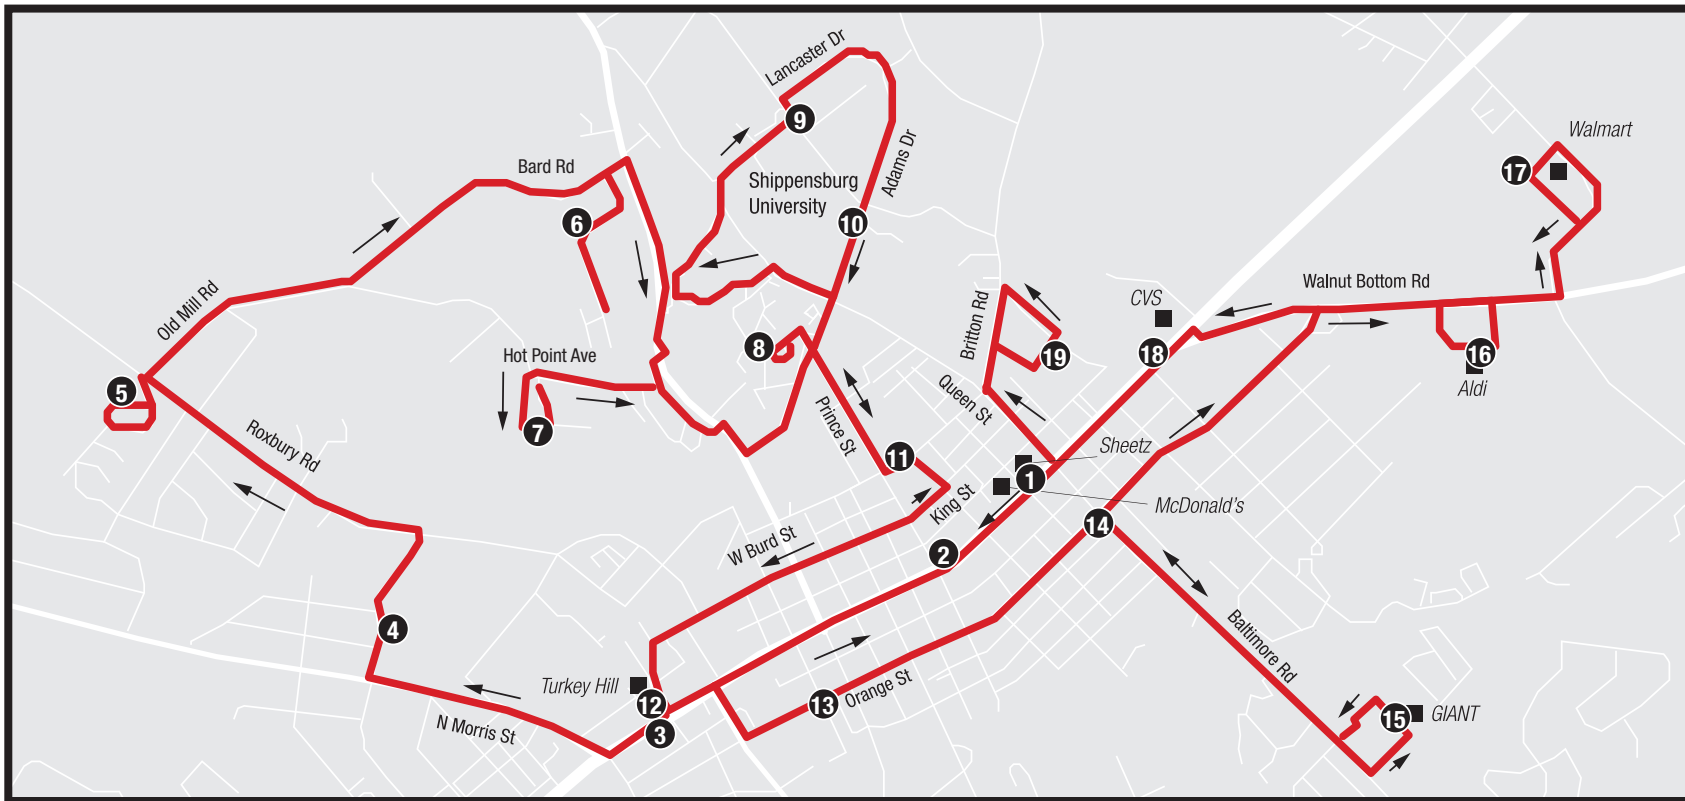 Lancaster Dr
9
Walmart
17
Bard Rd
Adams Dr
Shippensburg
University
6
10
Old Mill Rd
Walnut Bottom Rd
CVS
Britton Rd
8
19
18
16
Hot Point Ave
5
Aldi
Queen St
Prince St
7
Roxbury Rd
Sheetz
11
1
King St
McDonald's
14
W Burd St
2
4
Baltimore Rd
Turkey Hill
12
13
Orange St
15
GIANT
N Morris St
3